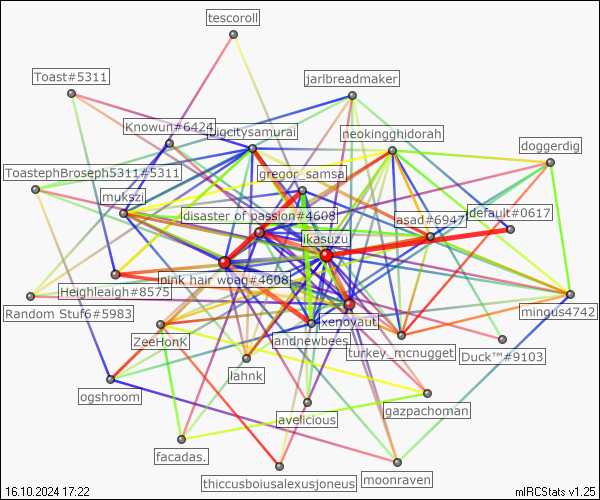 tescoroll
Toast#5311
jarlbreadmaker
Knowun#6424
bigcitysamurai
neokingghidorah
doggerdig
ToastephBroseph5311#5311
gregor_samsa
mukszi
disaster of passion#4608
asad#6947
default#0617
ikasuzu
pink hair woag#4608
Heighleaigh#8575
Random Stuf6#5983
xenoyaut
mingus4742
ZeeHonK
landnewbees
turkey_mcnugget
Duck™#9103
lahnk
ogshroom
avelicious
gazpachoman
facadas.
thiccusboiusalexusjoneus
moonraven
16.10.2024 17:22
mIRCStats v1.25